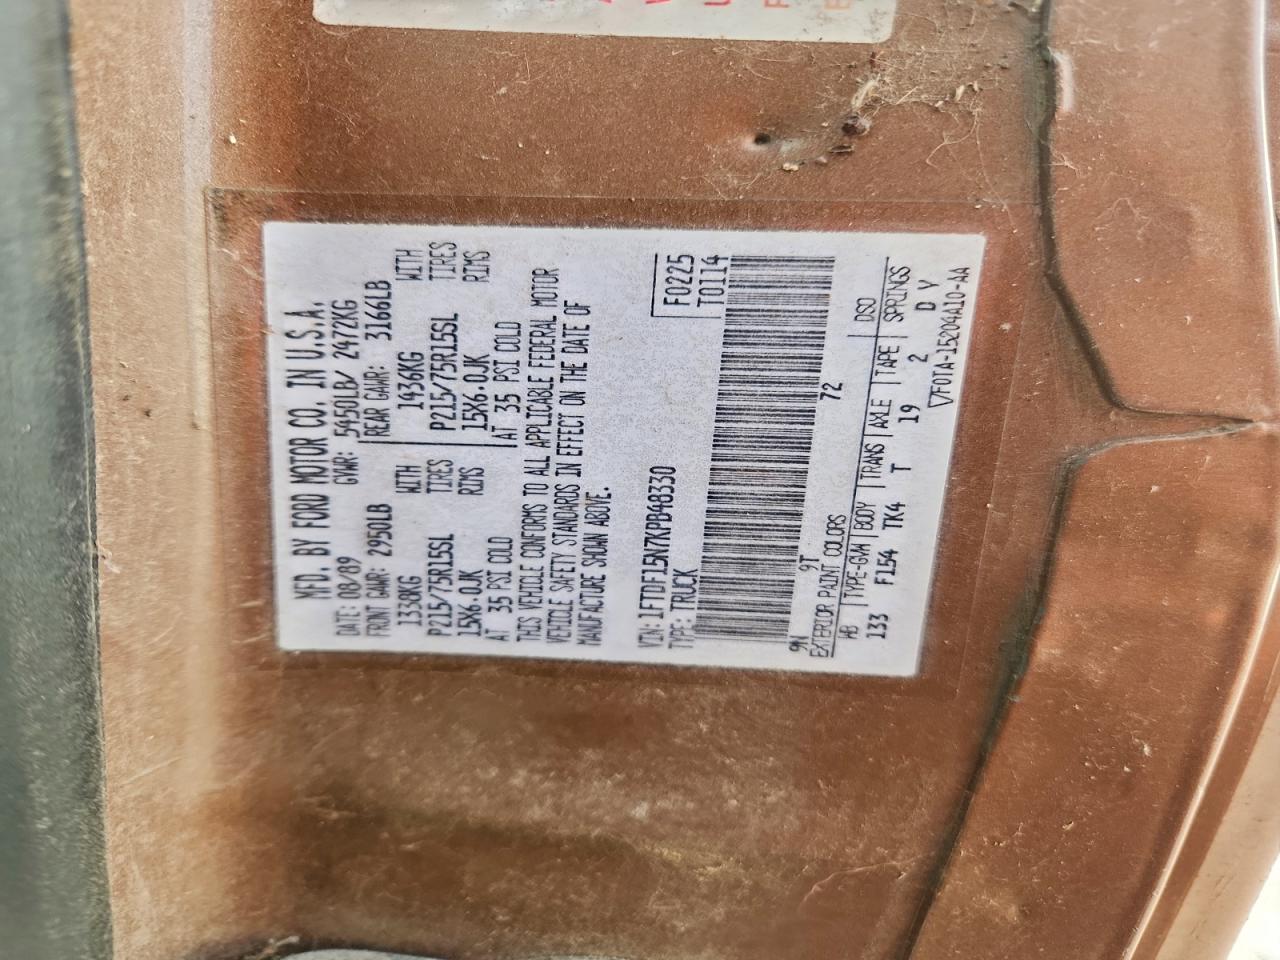 MFD. BY FORD MOTOR CO. IN U.S.A.
DATE: 08/89 GVWR: 5450LB/ 2472KG
FRONT GAWR: 2950LB REAR GAWR: 3166LB
1338KG WITH 1436KG WITH
P215/75R15SL TIRES P215/75R15SL TIRES
15X6.0JK RIMS 15X6.0JK RIMS
AT 35 PSI COLD AT 35 PSI COLD
THIS VEHICLE CONFORMS TO ALL APPLICABLE FEDERAL MOTOR
VEHICLE SAFETY STANDARDS IN EFFECT ON THE DATE OF
MANUFACTURE SHOWN ABOVE.
F0225
VIN: 1FTDF15N7KPB48330 T0114
TYPE: TRUCK
9N 9T 72
EXTERIOR PAINT COLORS DSO
WB TYPE-GVW BODY TRANS AXLE TAPE SPRINGS
133 F154 TK4 T 19 2 D Y
▽F0TA-15204A10-AA